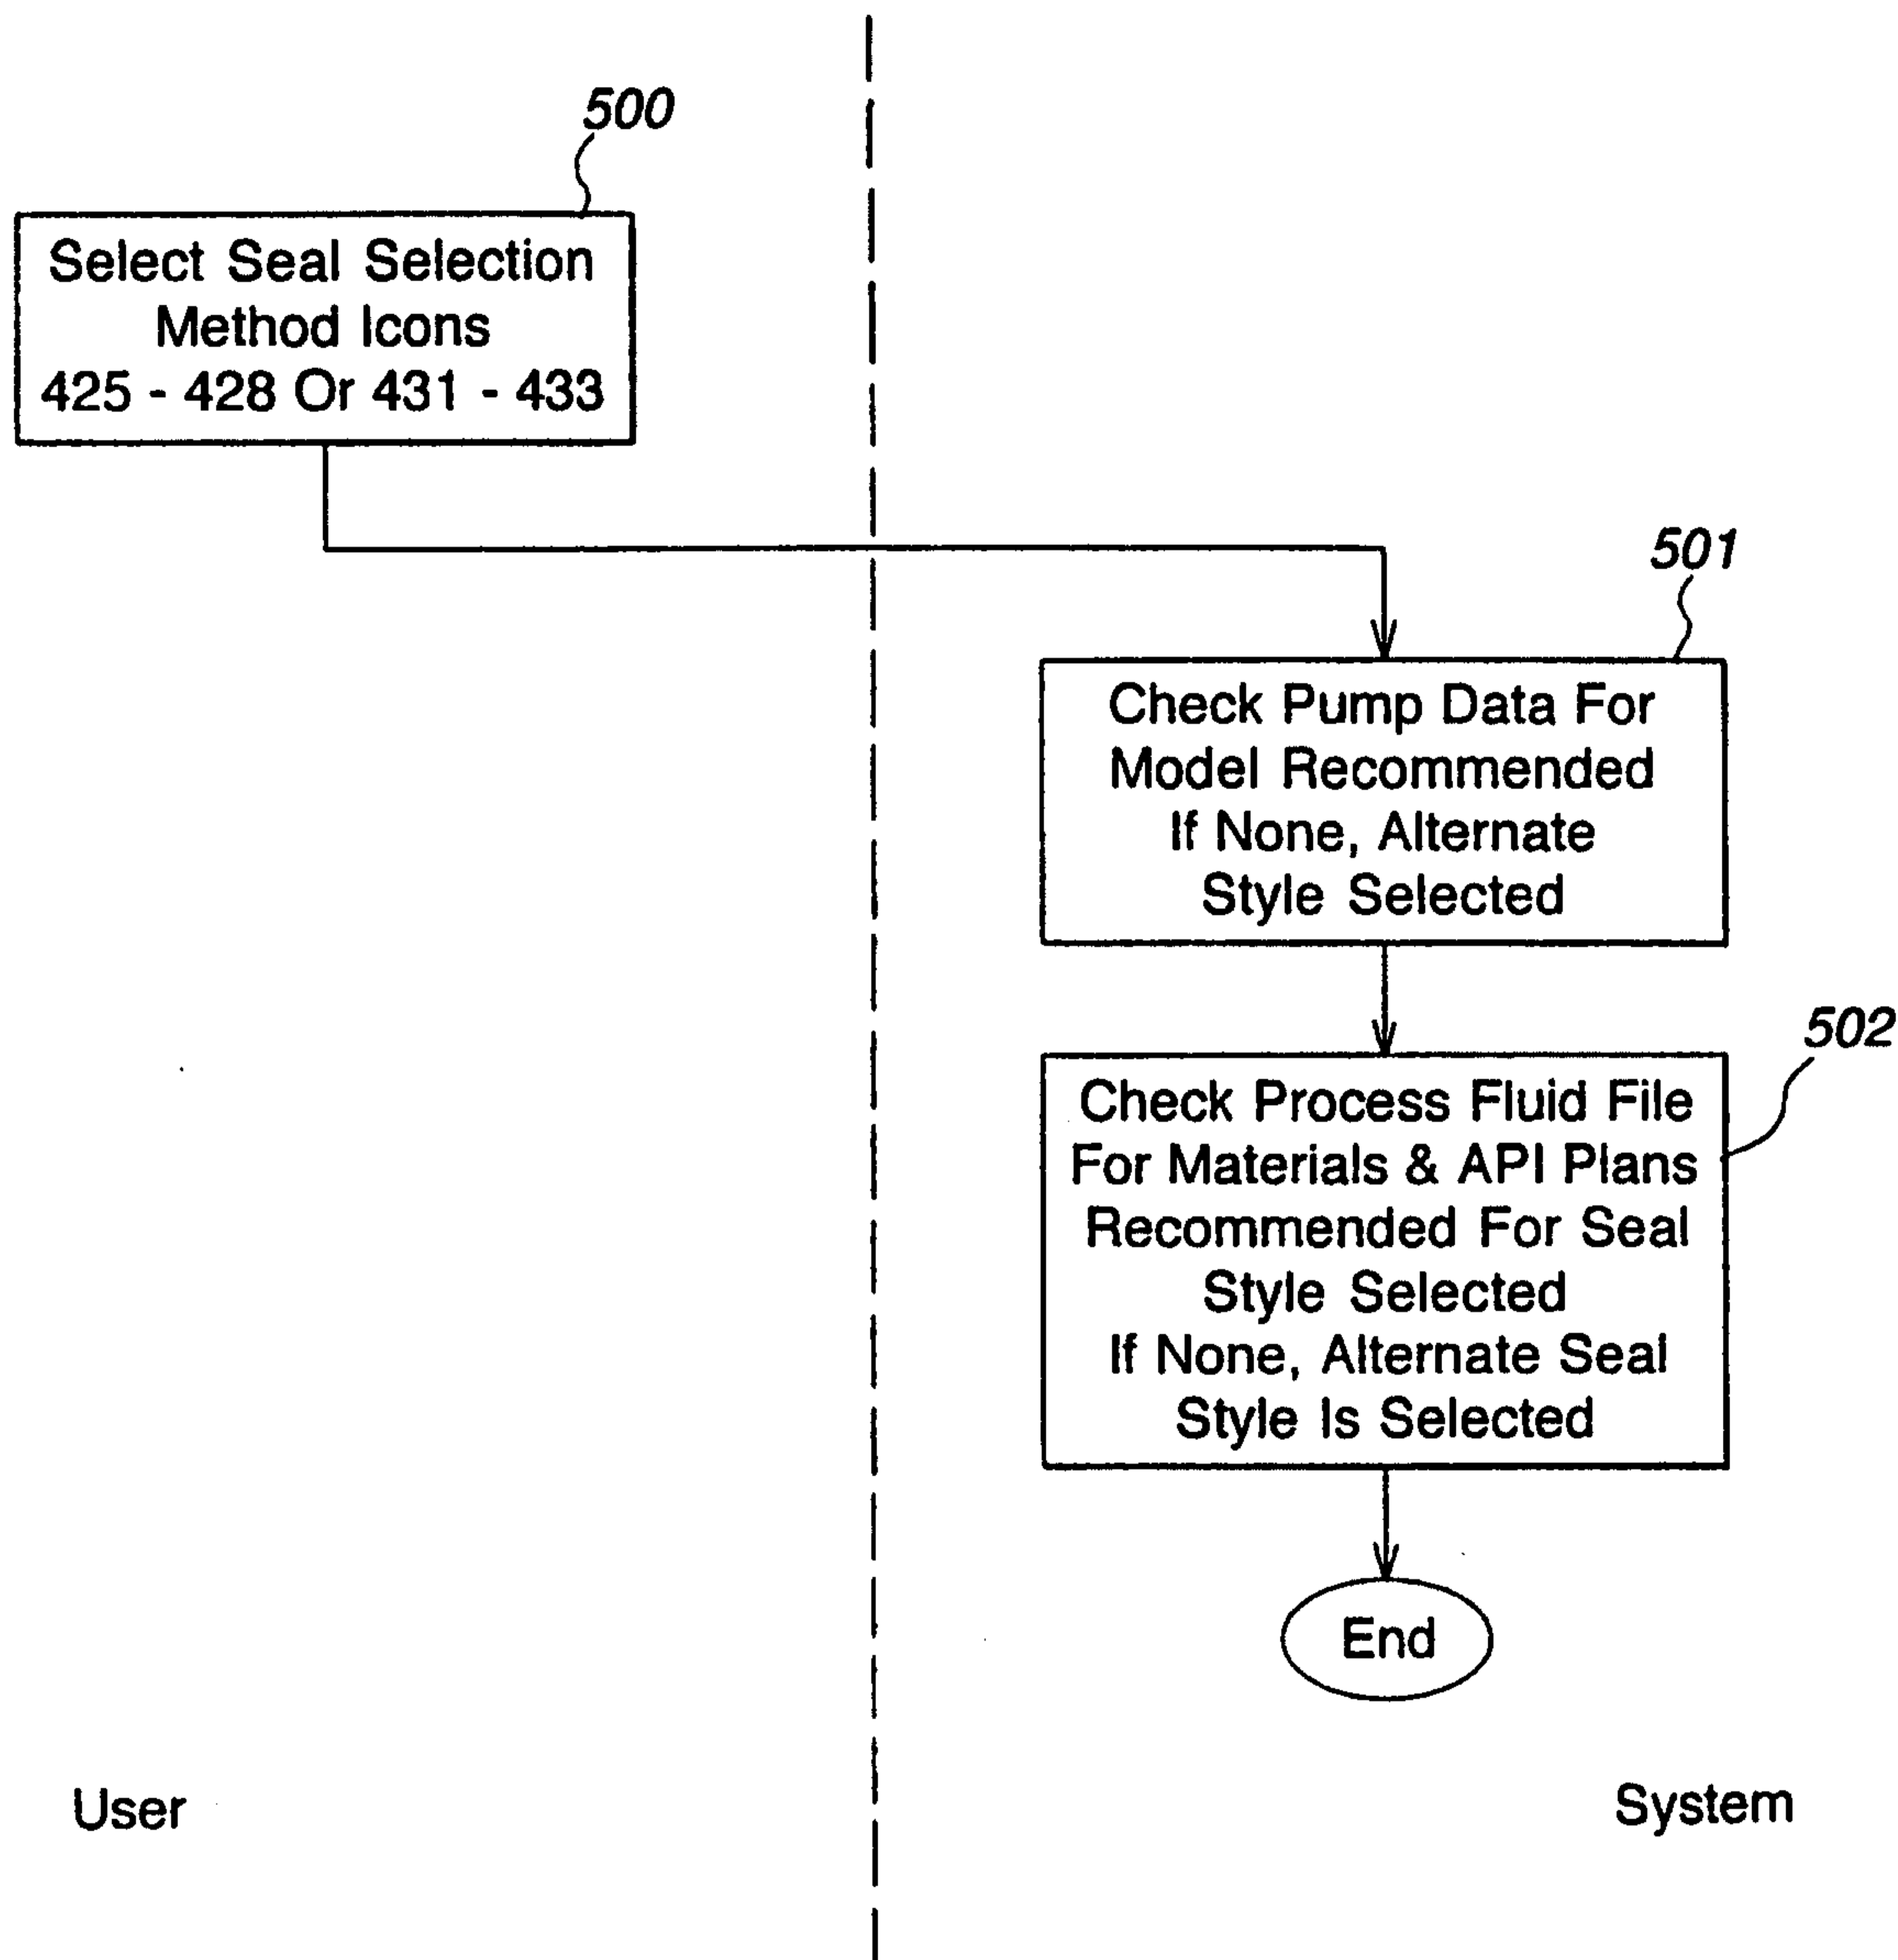 500
Select Seal Selection
Method Icons
425 - 428 Or 431 - 433
501
Check Pump Data For
Model Recommended
If None, Alternate
Style Selected
502
Check Process Fluid File
For Materials & API Plans
Recommended For Seal
Style Selected
If None, Alternate Seal
Style Is Selected
End
User
System